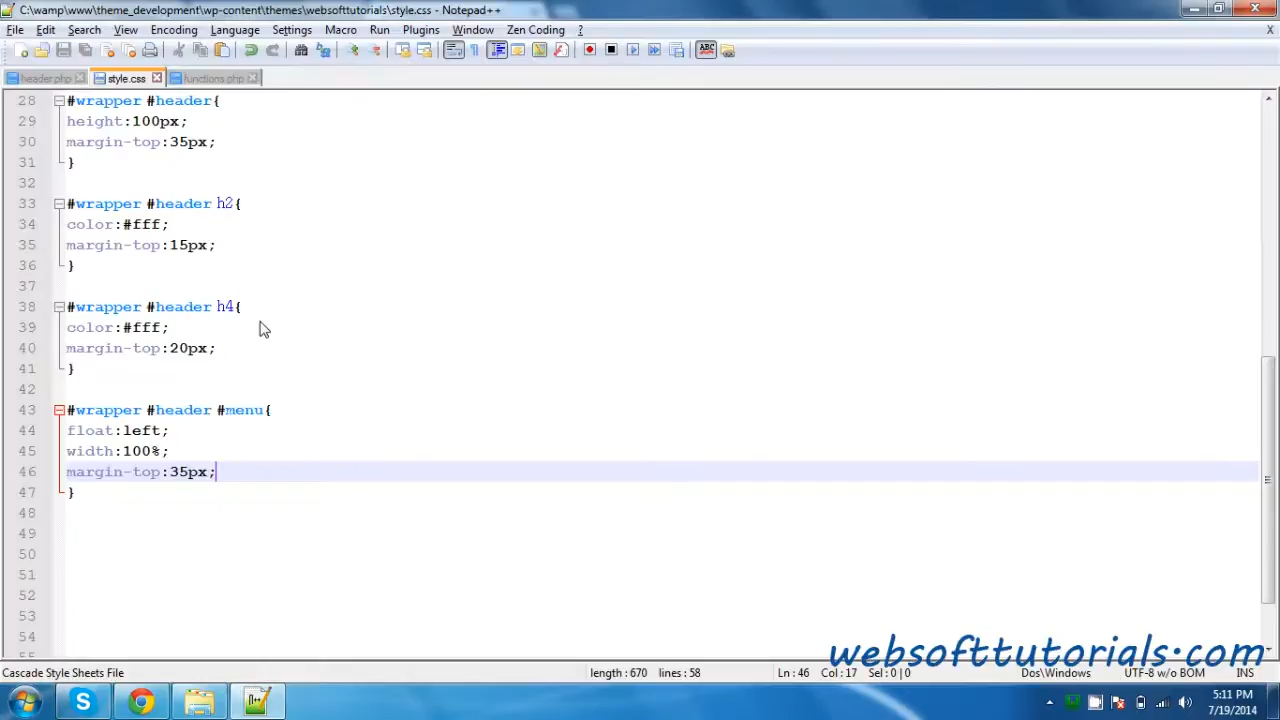 C:\wamp\www\theme_development\wp-content\themes\websofttutorials\style.css - Notepad++
File Edit Search View Encoding Language Settings Macro Run Plugins Window Zen Coding ? X
header.php style.css functions.php
28 #wrapper #header{
29 height:100px;
30 margin-top:35px;
31 }
32
33 #wrapper #header h2{
34 color:#fff;
35 margin-top:15px;
36 }
37
38 #wrapper #header h4{
39 color:#fff;
40 margin-top:20px;
41 }
42
43 #wrapper #header #menu{
44 float:left;
45 width:100%;
46 margin-top:35px;
47 }
48
49
50
51
52
53
54
websofttutorials.com
Cascade Style Sheets File length:670 lines:58 Ln:46 Col:17 Sel:0|0 Dos\Windows UTF-8 w/o BOM INS
5:11 PM
7/19/2014